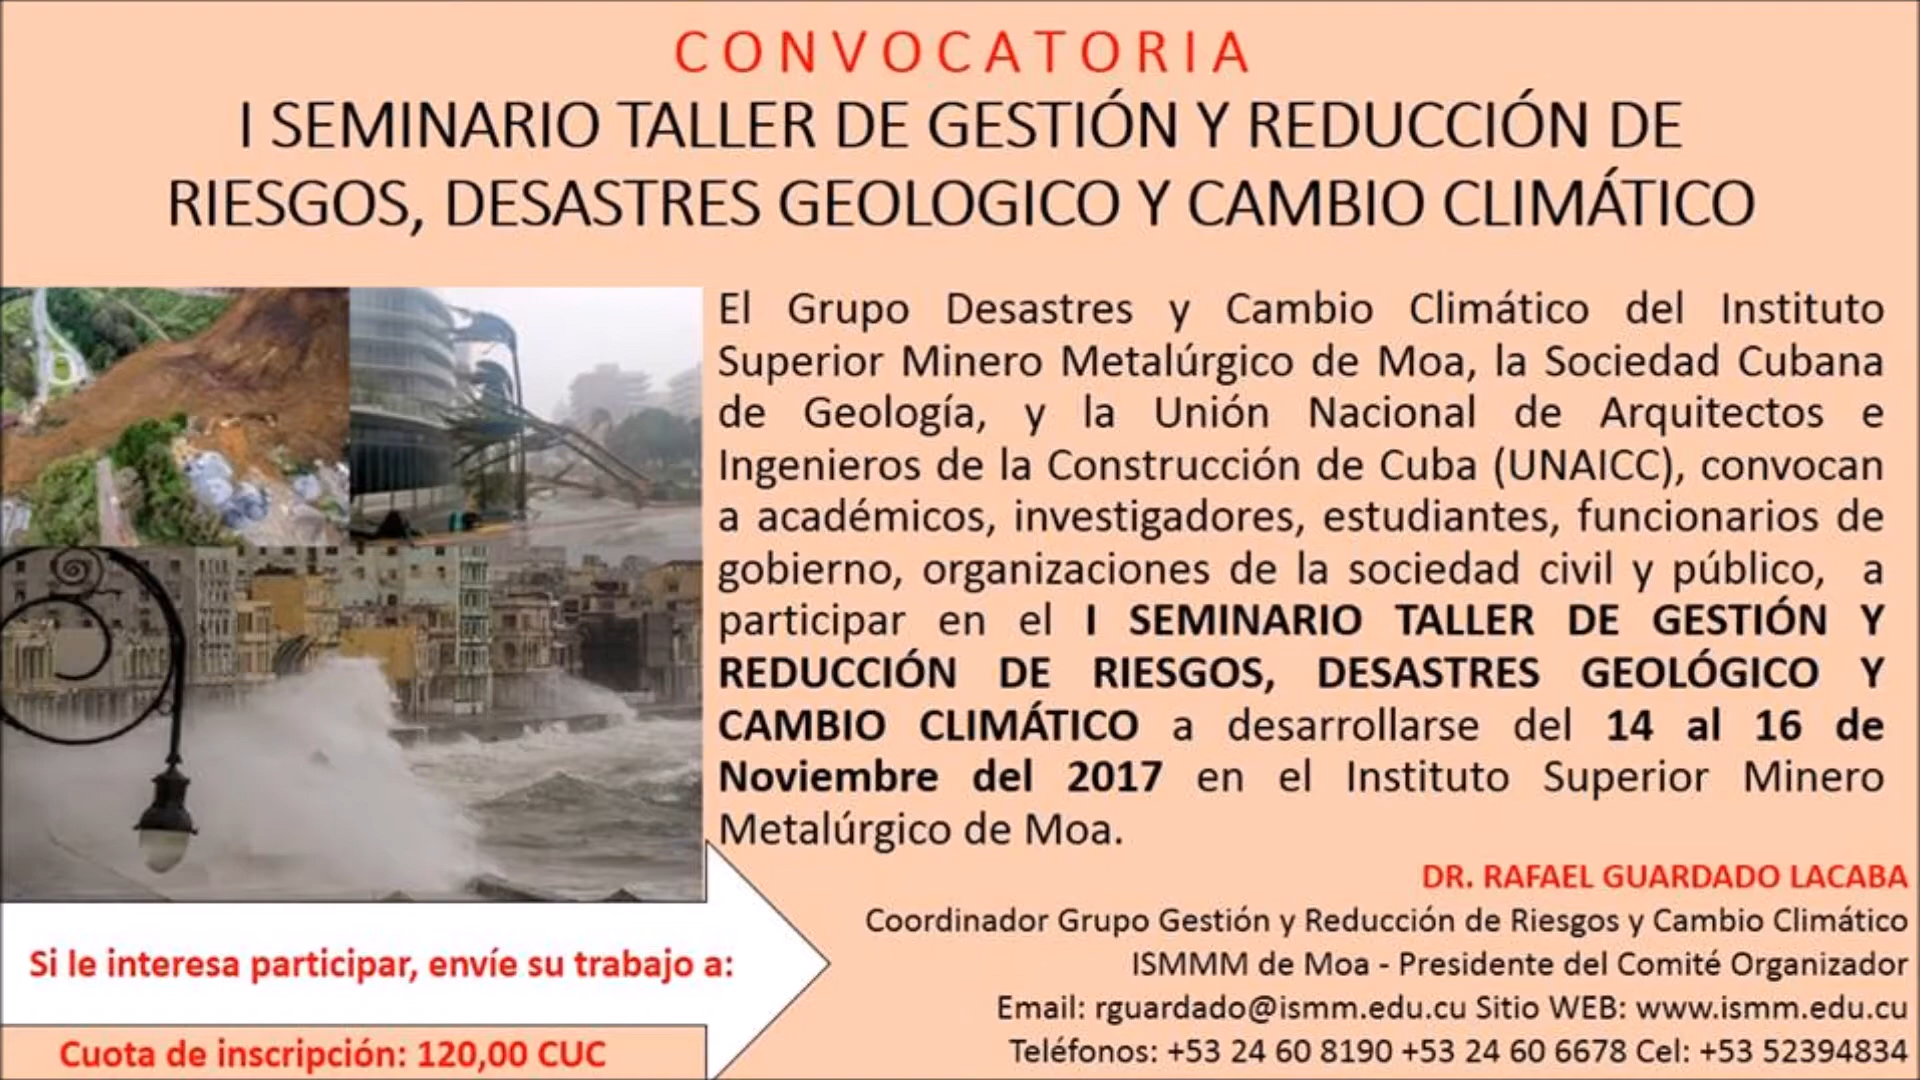 CONVOCATORIA
I SEMINARIO TALLER DE GESTIÓN Y REDUCCIÓN DE
RIESGOS, DESASTRES GEOLOGICO Y CAMBIO CLIMÁTICO
El Grupo Desastres y Cambio Climático del Instituto
Superior Minero Metalúrgico de Moa, la Sociedad Cubana
de Geología, y la Unión Nacional de Arquitectos e
Ingenieros de la Construcción de Cuba (UNAICC), convocan
a académicos, investigadores, estudiantes, funcionarios de
gobierno, organizaciones de la sociedad civil y público, a
participar en el I SEMINARIO TALLER DE GESTIÓN Y
REDUCCIÓN DE RIESGOS, DESASTRES GEOLÓGICO Y
CAMBIO CLIMÁTICO a desarrollarse del 14 al 16 de
Noviembre del 2017 en el Instituto Superior Minero
Metalúrgico de Moa.
DR. RAFAEL GUARDADO LACABA
Coordinador Grupo Gestión y Reducción de Riesgos y Cambio Climático
ISMMM de Moa - Presidente del Comité Organizador
Email: rguardado@ismm.edu.cu Sitio WEB: www.ismm.edu.cu
Teléfonos: +53 24 60 8190 +53 24 60 6678 Cel: +53 52394834
Si le interesa participar, envíe su trabajo a:
Cuota de inscripción: 120,00 CUC